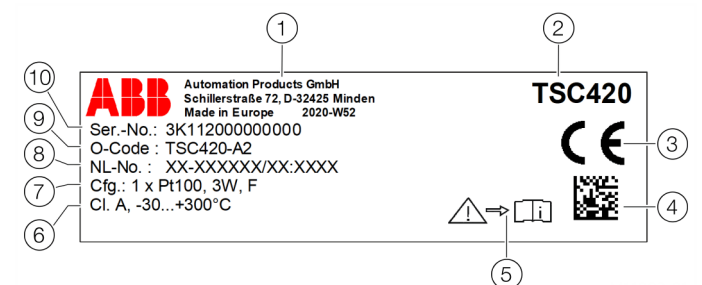 1
2
ABB
Automation Products GmbH
Schillerstraße 72, D-32425 Minden
Made in Europe 2020-W52
TSC420
10
Ser.-No.: 3K112000000000
9
O-Code : TSC420-A2
CE
3
8
NL-No. : XX-XXXXXX/XX:XXXX
7
Cfg.: 1 x Pt100, 3W, F
6
Cl. A, -30...+300°C
i
4
5